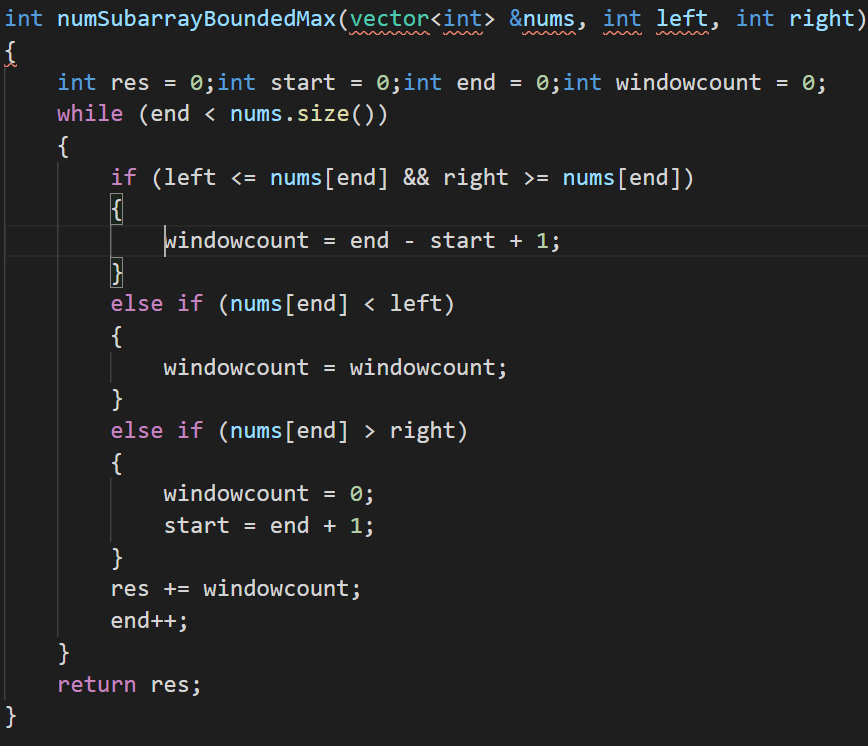 int numSubarrayBoundedMax(vector<int> &nums, int left, int right)
{
    int res = 0;int start = 0;int end = 0;int windowcount = 0;
    while (end < nums.size())
    {
        if (left <= nums[end] && right >= nums[end])
        {
            windowcount = end - start + 1;
        }
        else if (nums[end] < left)
        {
            windowcount = windowcount;
        }
        else if (nums[end] > right)
        {
            windowcount = 0;
            start = end + 1;
        }
        res += windowcount;
        end++;
    }
    return res;
}